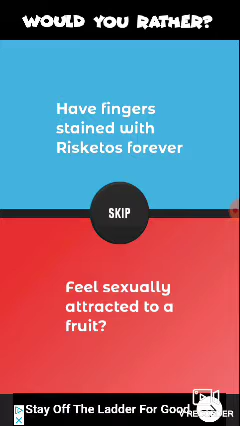 WOULD YOU RATHER?
Have fingers
stained with
Risketos forever
SKIP
Feel sexually
attracted to a
fruit?
Stay Off The Ladder For Good